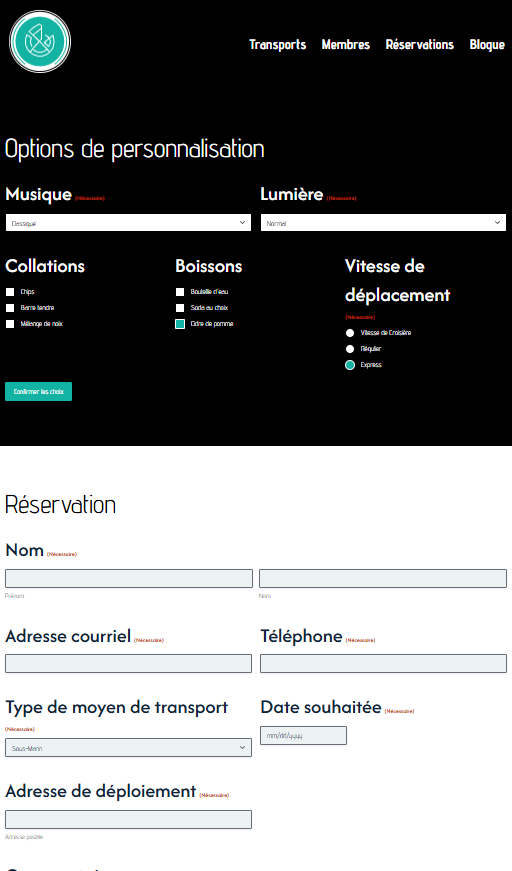 Transports Membres Réservations Blogue
Options de personnalisation
Musique (Nécessaire)
Lumière (Nécessaire)
Classique
Normal
Collations
Chips
Barre tendre
Mélange de noix
Boissons
Bouteille d'eau
Soda au choix
Cidre de pomme
Vitesse de
déplacement
(Nécessaire)
Vitesse de Croisière
Régulier
Express
Confirmer les choix
Réservation
Nom (Nécessaire)
Prénom
Nom
Adresse courriel (Nécessaire)
Téléphone (Nécessaire)
Type de moyen de transport
(Nécessaire)
Sous-Marin
Date souhaitée (Nécessaire)
mm/dd/yyyy
Adresse de déploiement (Nécessaire)
Adresse postale